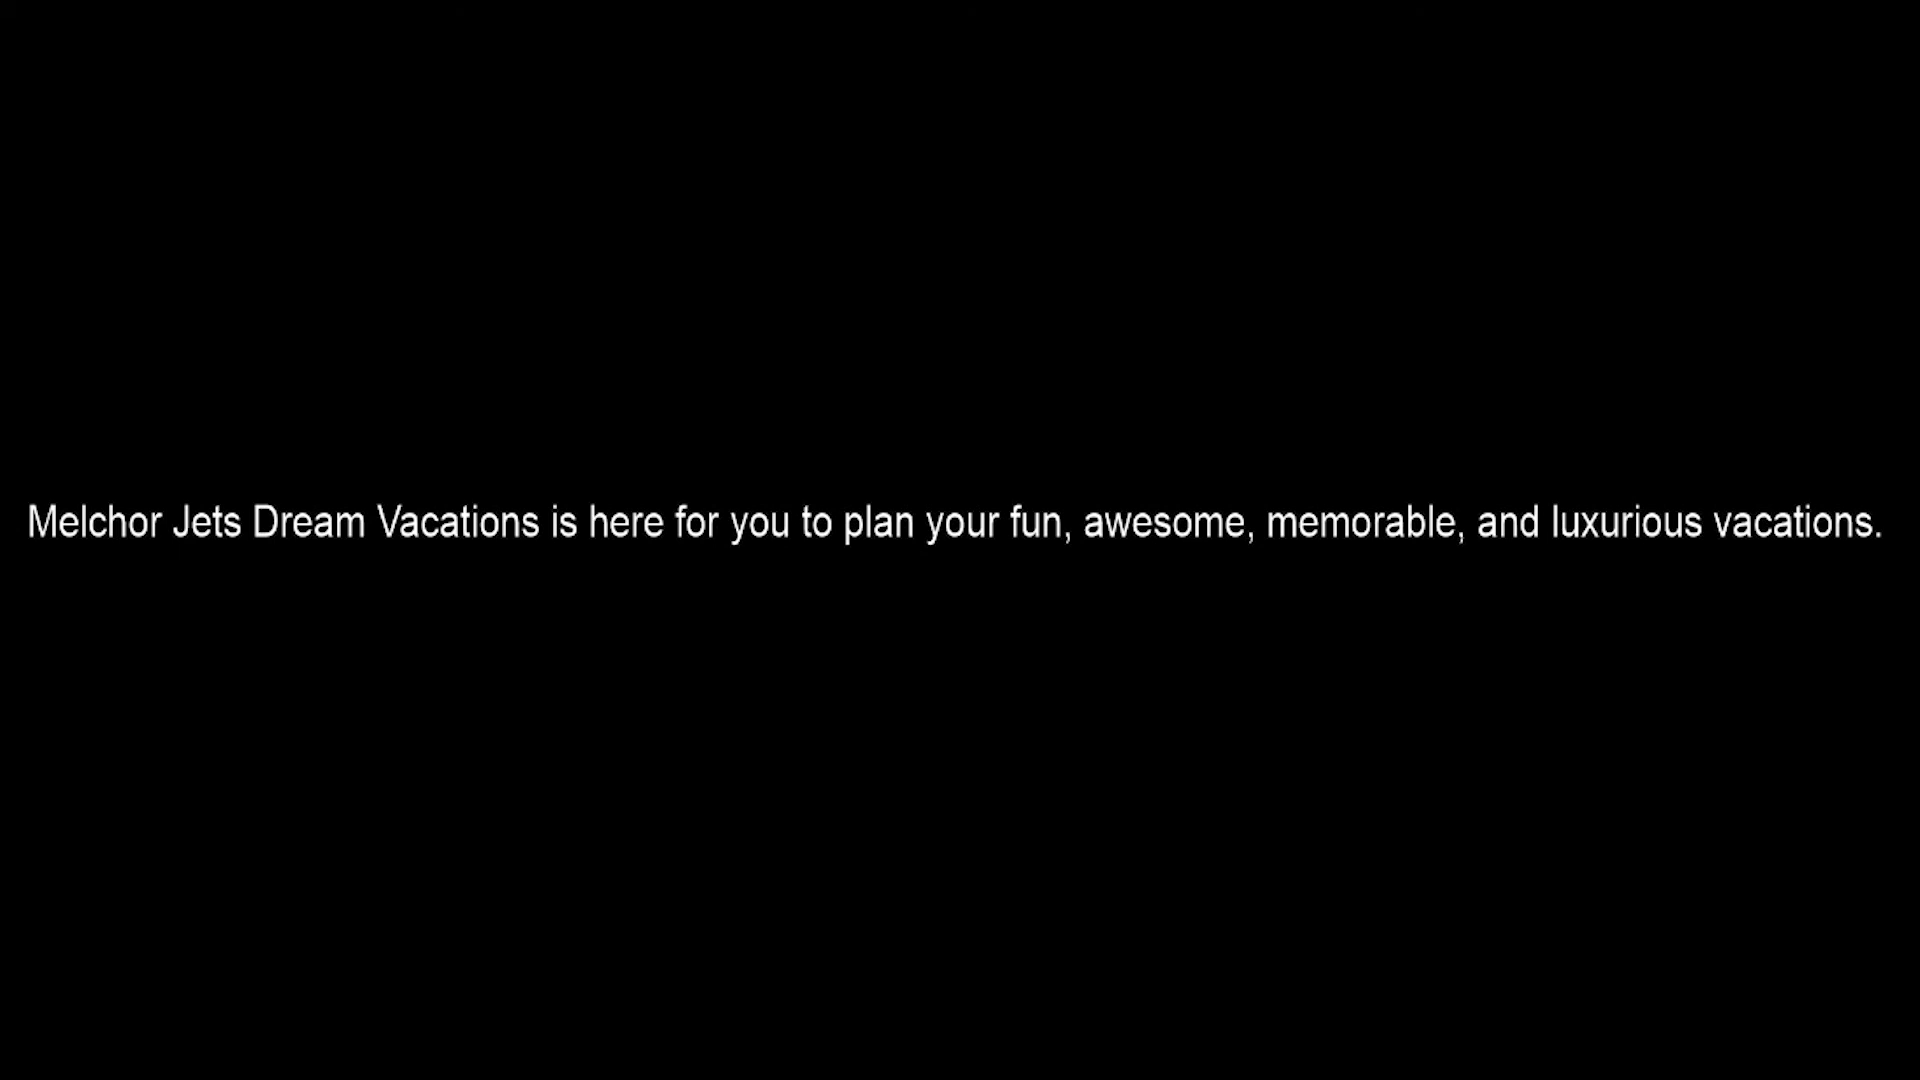 Melchor Jets Dream Vacations is here for you to plan your fun, awesome, memorable, and luxurious vacations.